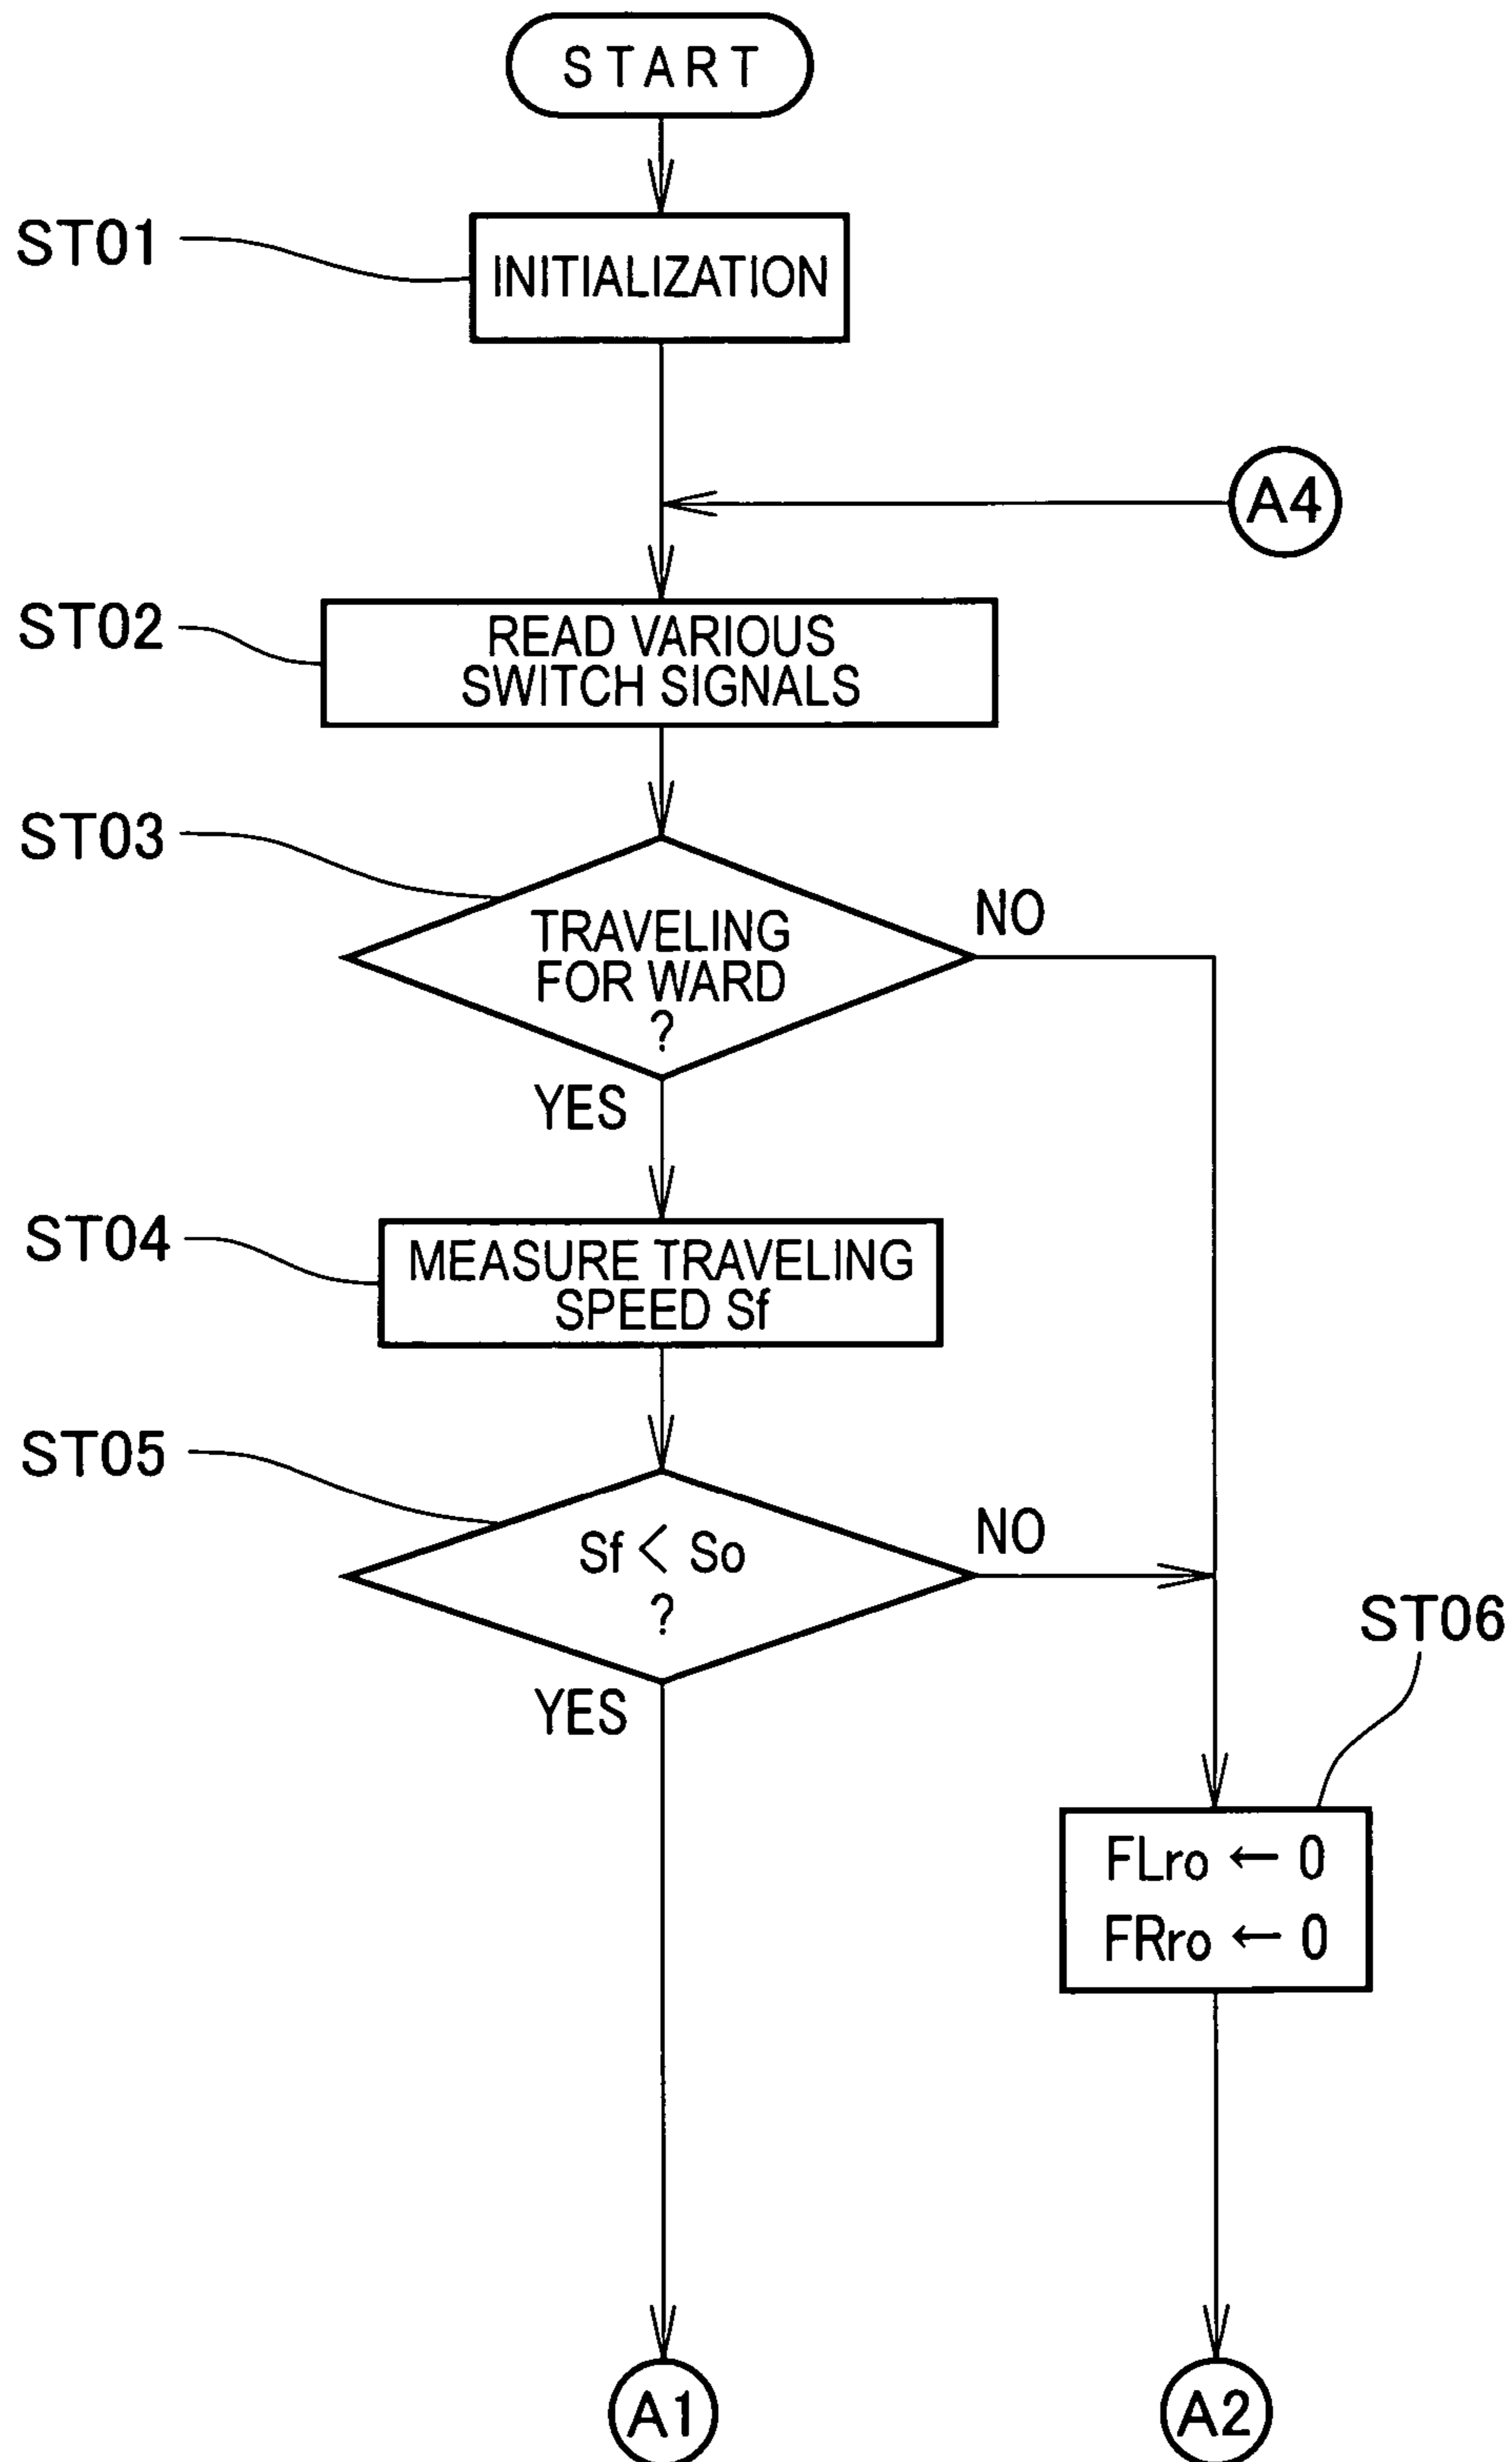 START
ST01
INITIALIZATION
A4
ST02
READ VARIOUS
SWITCH SIGNALS
ST03
TRAVELING
FOR WARD
?
NO
YES
ST04
MEASURE TRAVELING
SPEED Sf
ST05
Sf < So
?
NO
YES
ST06
FLro ← 0
FRro ← 0
A1
A2